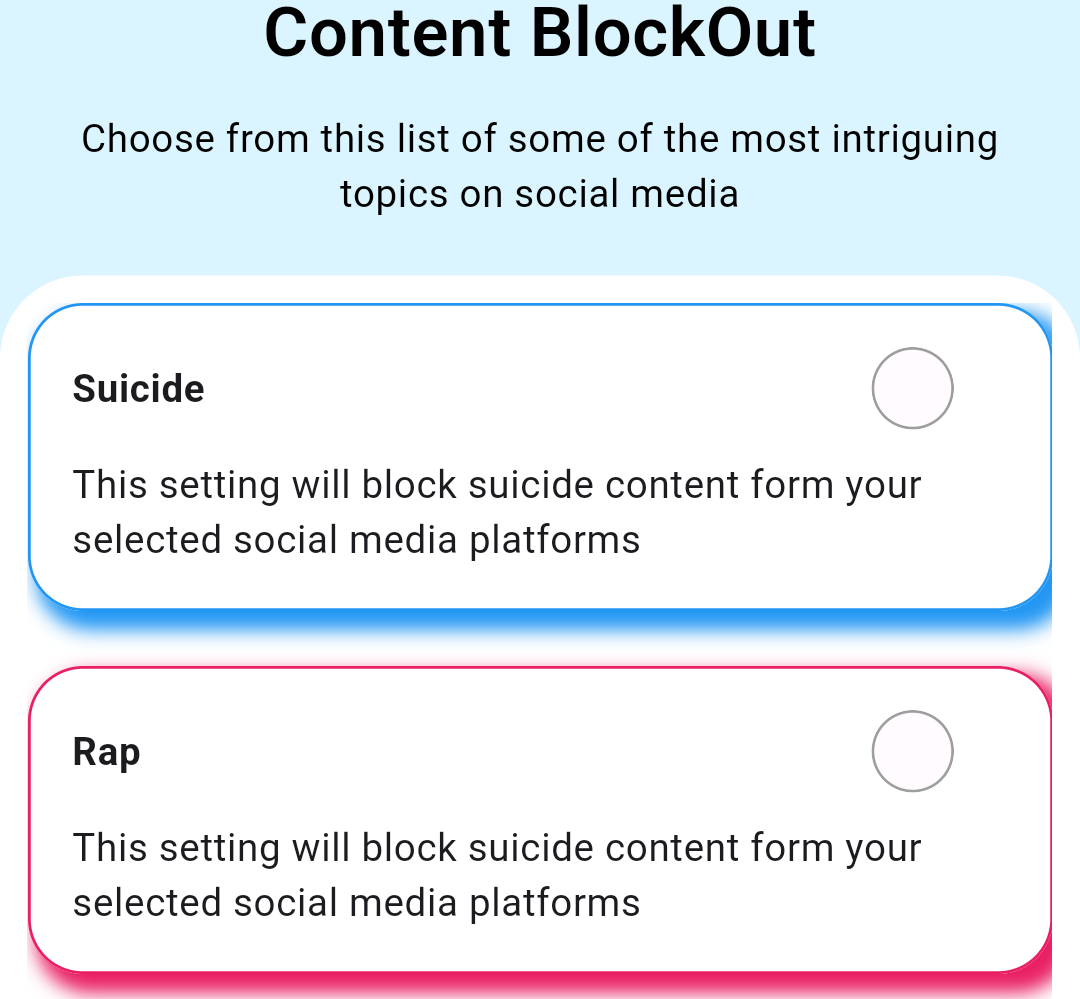 Content BlockOut
Choose from this list of some of the most intriguing
topics on social media
Suicide
This setting will block suicide content form your
selected social media platforms
Rap
This setting will block suicide content form your
selected social media platforms